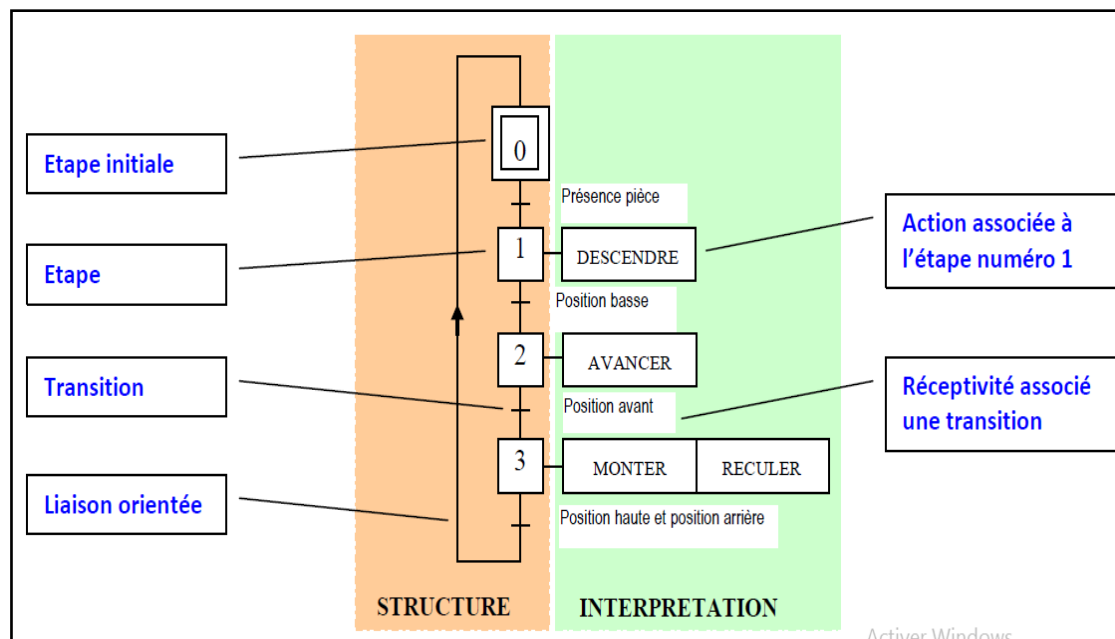 Etape initiale
0
Présence pièce
Etape
1
DESCENDRE
Action associée à
l'étape numéro 1
Position basse
2
AVANCER
Transition
Position avant
Réceptivité associé
une transition
3
MONTER
RECULER
Liaison orientée
Position haute et position arrière
STRUCTURE
INTERPRETATION
Activer Windows